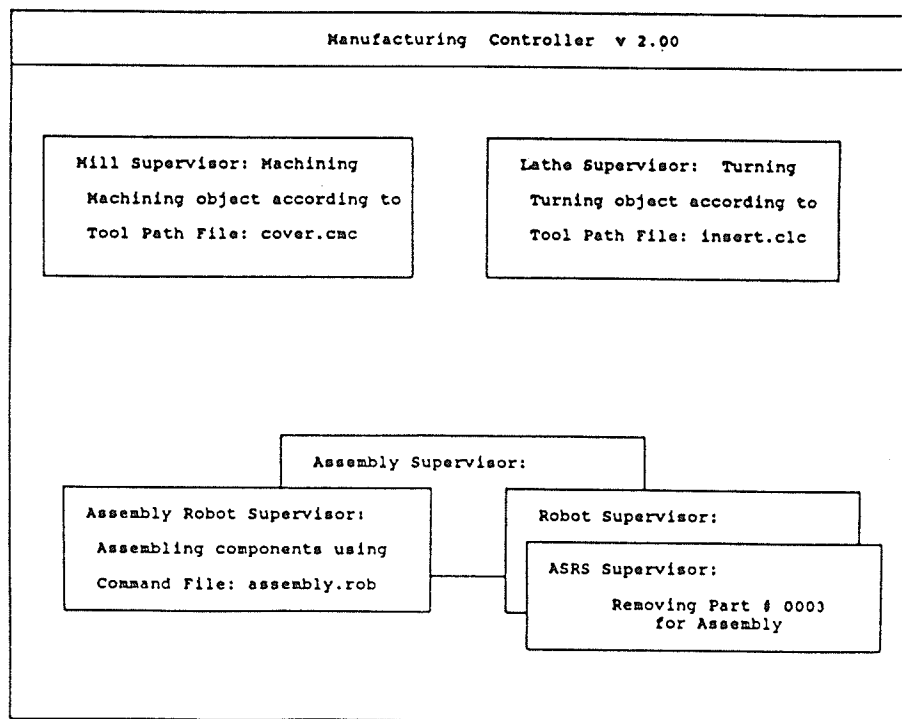 Manufacturing Controller v 2.00
Mill Supervisor: Machining
Machining object according to
Tool Path File: cover.cmc
Lathe Supervisor: Turning
Turning object according to
Tool Path File: insert.clc
Assembly Supervisor:
Assembly Robot Supervisor:
Assembling components using
Command File: assembly.rob
Robot Supervisor:
ASRS Supervisor:
Removing Part # 0003
for Assembly